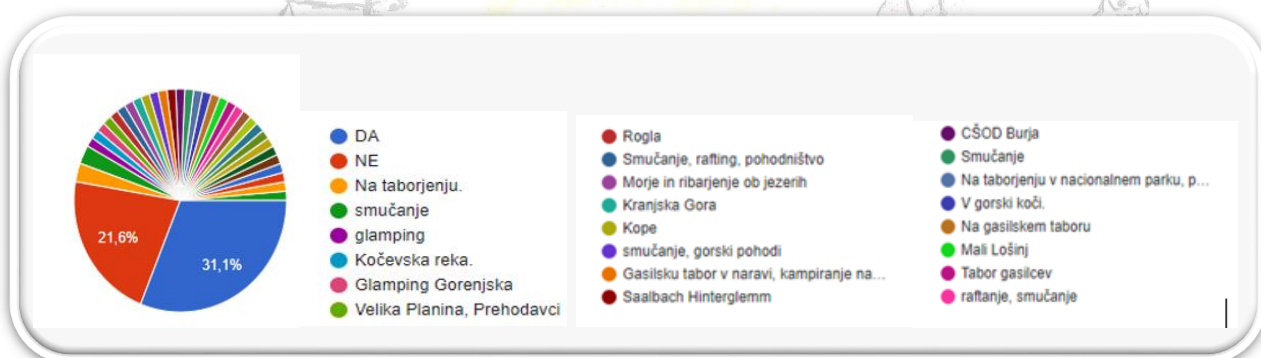 21,6%
31,1%
DA
NE
Na taborjenju.
smučanje
glamping
Kočevska reka.
Glamping Gorenjska
Velika Planina, Prehodavci
Rogla
Smučanje, rafting, pohodništvo
Morje in ribarjenje ob jezerih
Kranjska Gora
Kope
smučanje, gorski pohodi
Gasilsku tabor v naravi, kampiranje na...
Saalbach Hinterglemm
CŠOD Burja
Smučanje
Na taborjenju v nacionalnem parku, p...
V gorski koči.
Na gasilskem taboru
Mali Lošinj
Tabor gasilcev
raftanje, smučanje